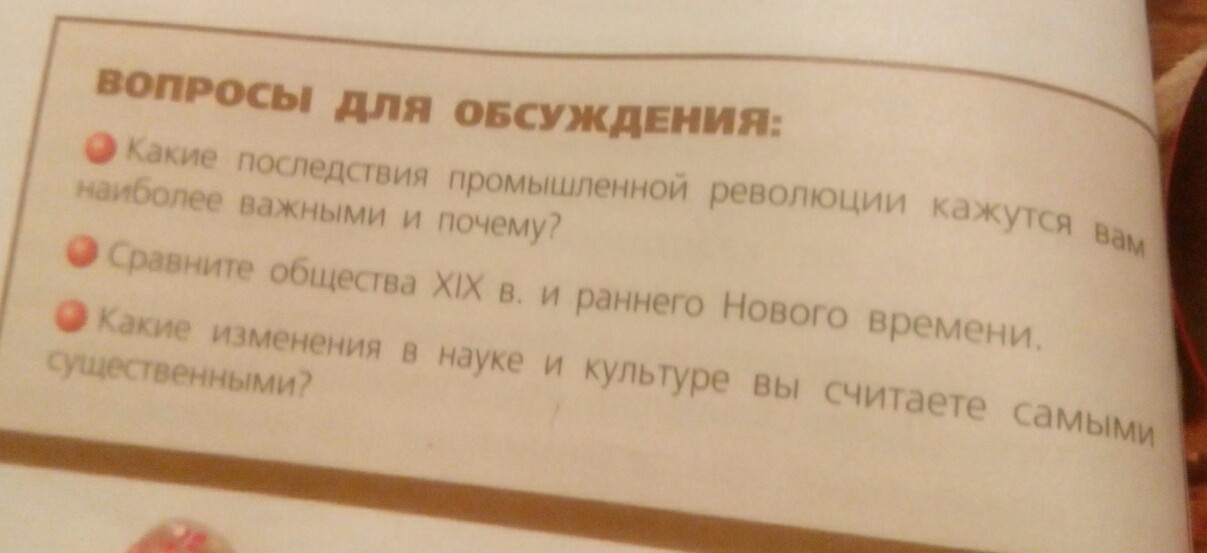 ВОПРОСЫ ДЛЯ ОБСУЖДЕНИЯ:
Какие последствия промышленной революции кажутся вам
наиболее важными и почему?
Сравните общества XIX в. и раннего Нового времени.
Какие изменения в науке и культуре вы считаете самыми
существенными?